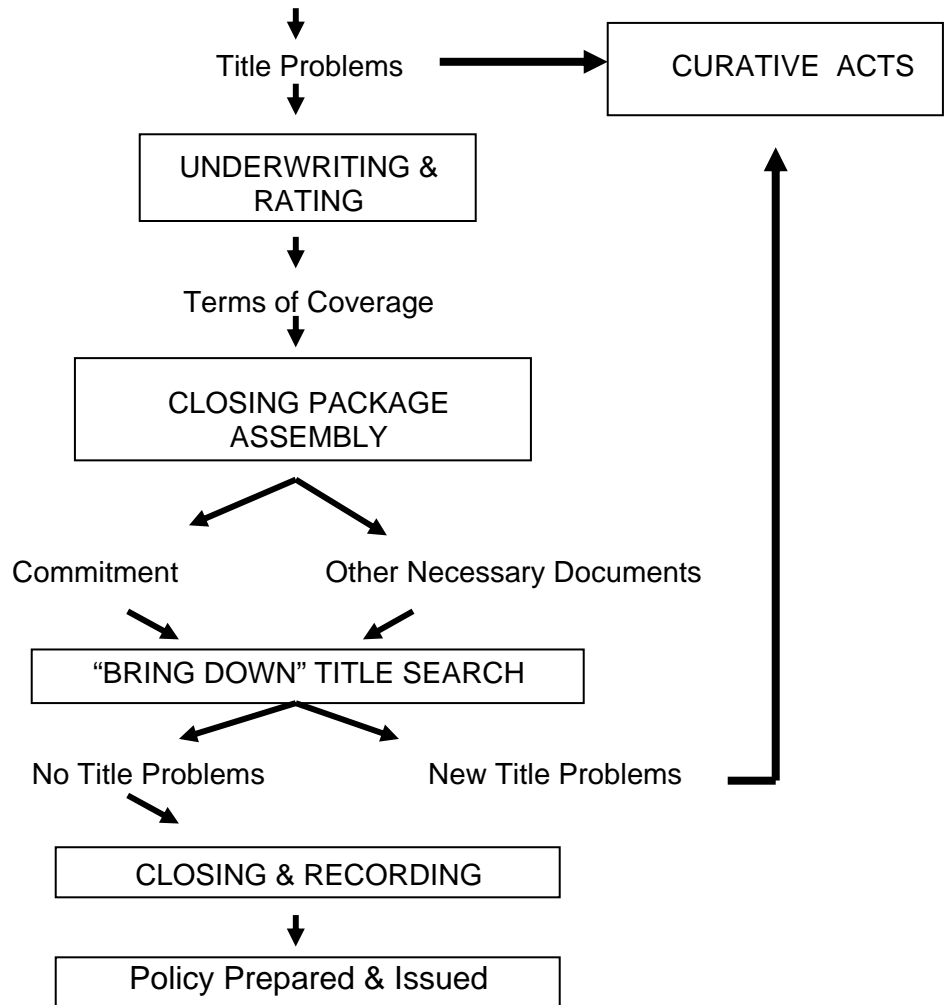 Title Problems
CURATIVE ACTS
UNDERWRITING &
RATING
Terms of Coverage
CLOSING PACKAGE
ASSEMBLY
Commitment
Other Necessary Documents
“BRING DOWN” TITLE SEARCH
No Title Problems
New Title Problems
CLOSING & RECORDING
Policy Prepared & Issued